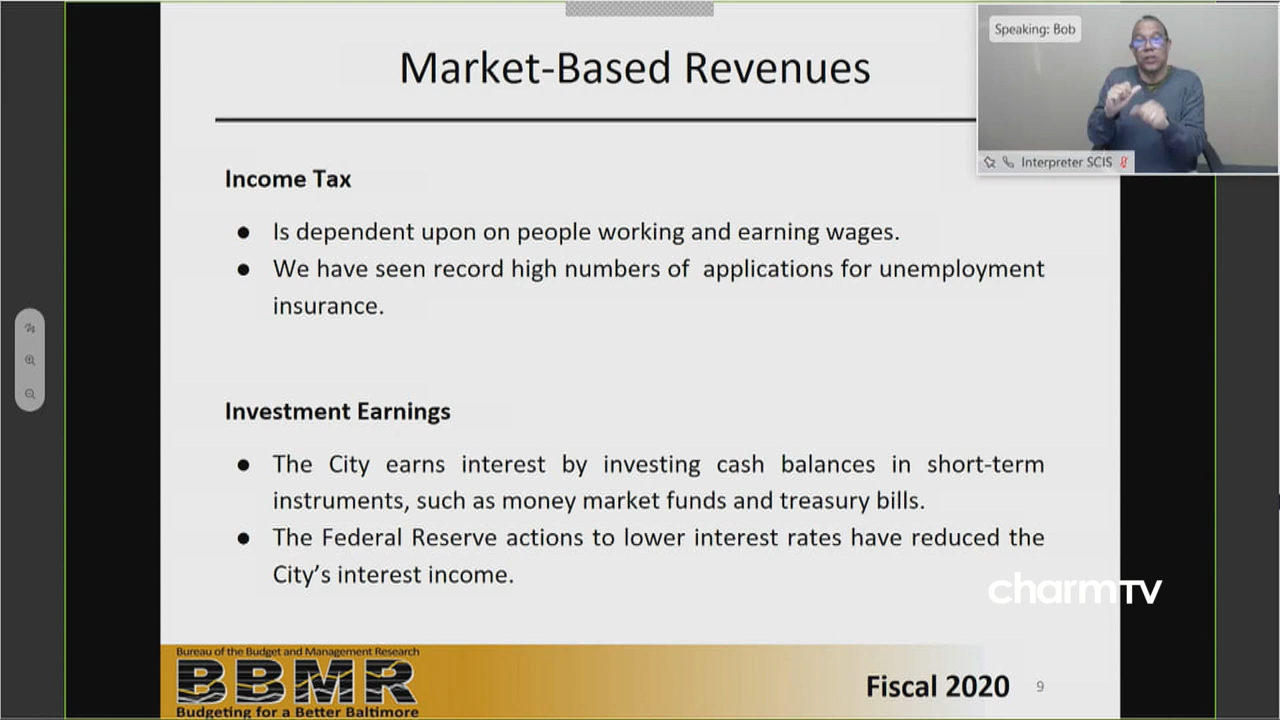 Market-Based Revenues
Speaking: Bob
Interpreter SCIS
Income Tax
● Is dependent upon on people working and earning wages.
● We have seen record high numbers of applications for unemployment
insurance.
Investment Earnings
● The City earns interest by investing cash balances in short-term
instruments, such as money market funds and treasury bills.
● The Federal Reserve actions to lower interest rates have reduced the
City’s interest income.
charmTV
Bureau of the Budget and Management Research
BBMR
Budgeting for a Better Baltimore
Fiscal 2020 9